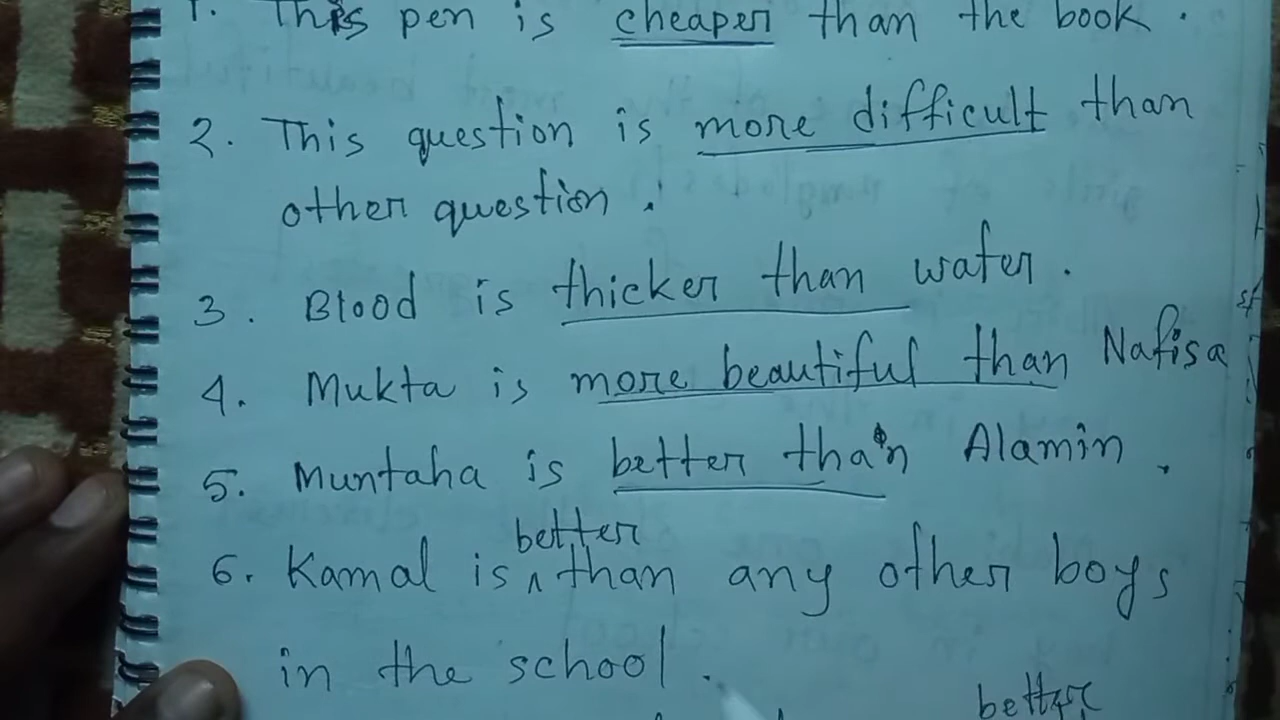 1. This pen is cheaper than the book.
2. This question is more difficult than
other question.
3. Blood is thicker than water.
4. Mukta is more beautiful than Nafisa
5. Muntaha is better than Alamin.
better
6. Kamal is ^ than any other boys
in the school.
better